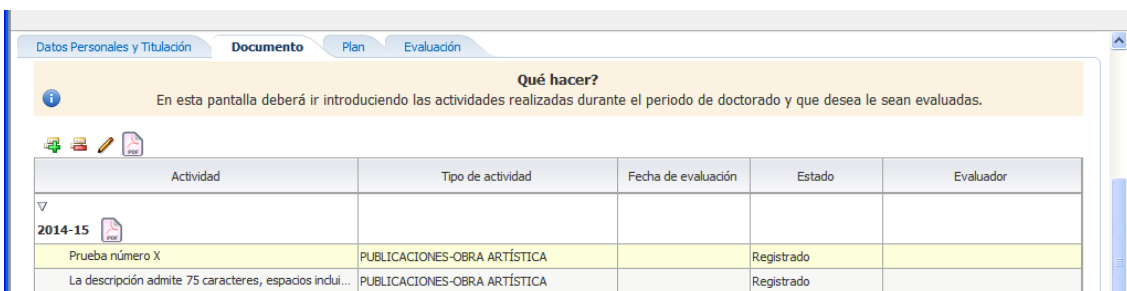 Datos Personales y Titulación Documento Plan Evaluación
Qué hacer?
En esta pantalla deberá ir introduciendo las actividades realizadas durante el periodo de doctorado y que desea le sean evaluadas.
PDF
Actividad Tipo de actividad Fecha de evaluación Estado Evaluador
2014-15 PDF
Prueba número X PUBLICACIONES-OBRA ARTÍSTICA Registrado
La descripción admite 75 caracteres, espacios inclui... PUBLICACIONES-OBRA ARTÍSTICA Registrado